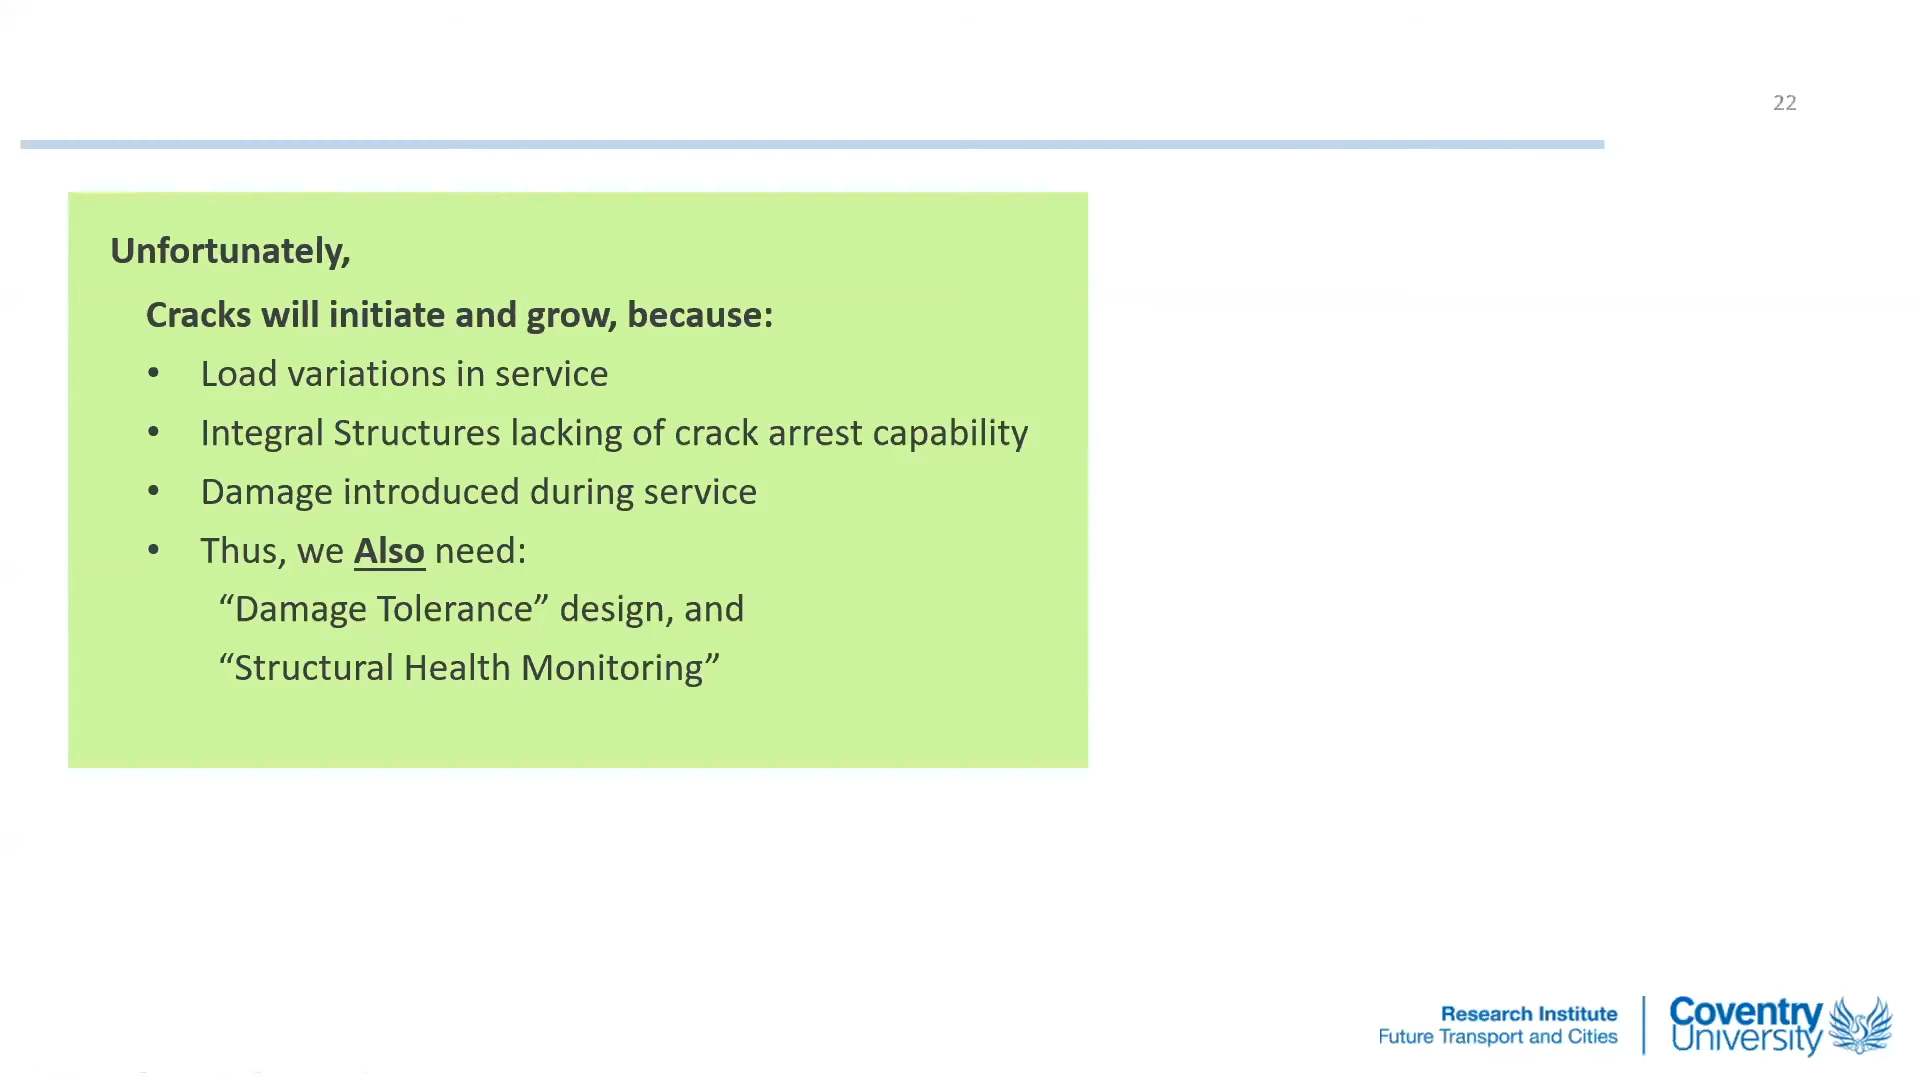 22
Unfortunately,
Cracks will initiate and grow, because:
• Load variations in service
• Integral Structures lacking of crack arrest capability
• Damage introduced during service
• Thus, we Also need:
“Damage Tolerance” design, and
“Structural Health Monitoring”
Research Institute
Future Transport and Cities
Coventry
University